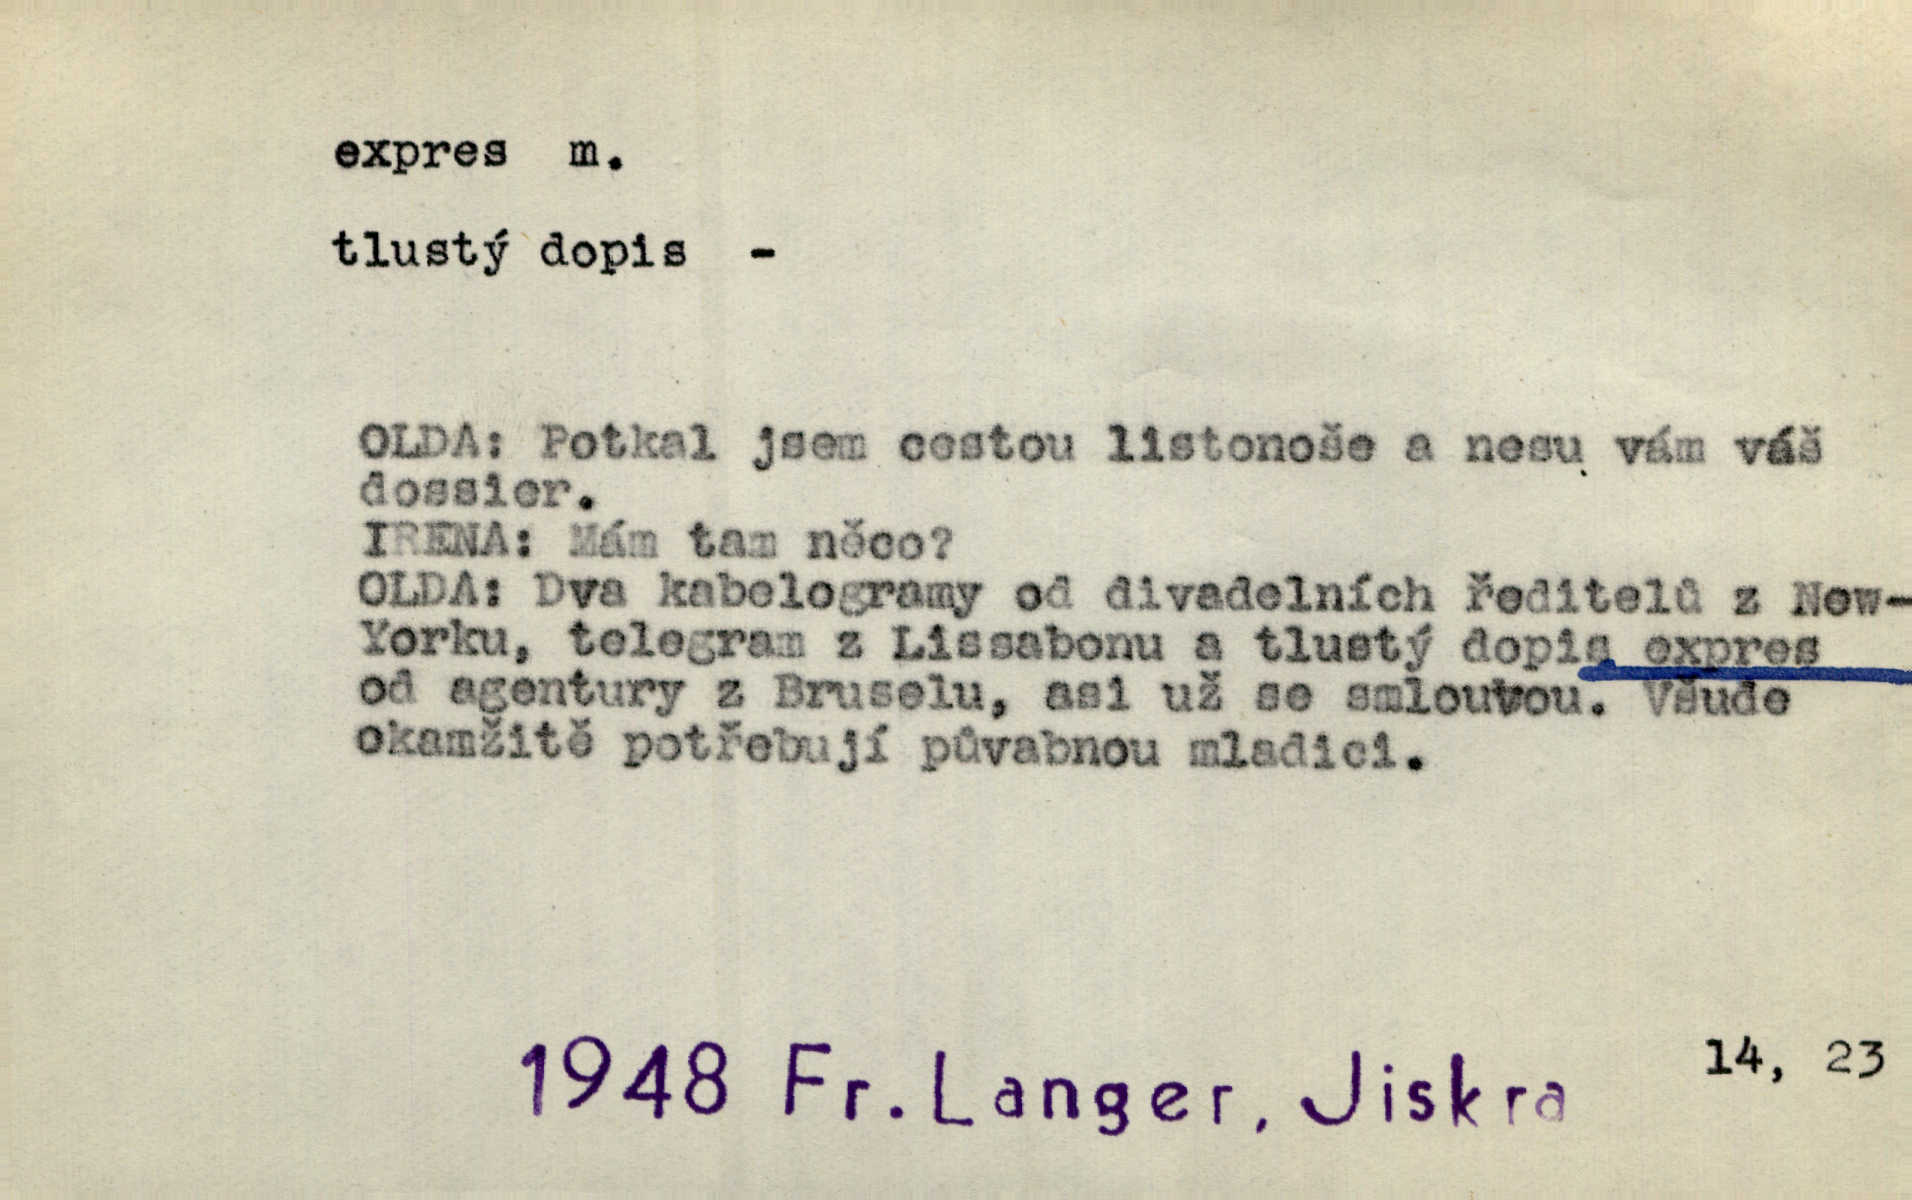 expres m.
tlustý dopis -
OLDA: Potkal jsem cestou listonoše a nesu vám váš
dossier.
IRENA: Mám tam něco?
OLDA: Dva kabelogramy od divadelních ředitelů z New-
Yorku, telegram z Lissabonu a tlustý dopis expres
od agentury z Bruselu, asi už se smlouvou. Všude
okamžitě potřebují půvabnou mladici.
1948 Fr. Langer, Jiskra 14, 23